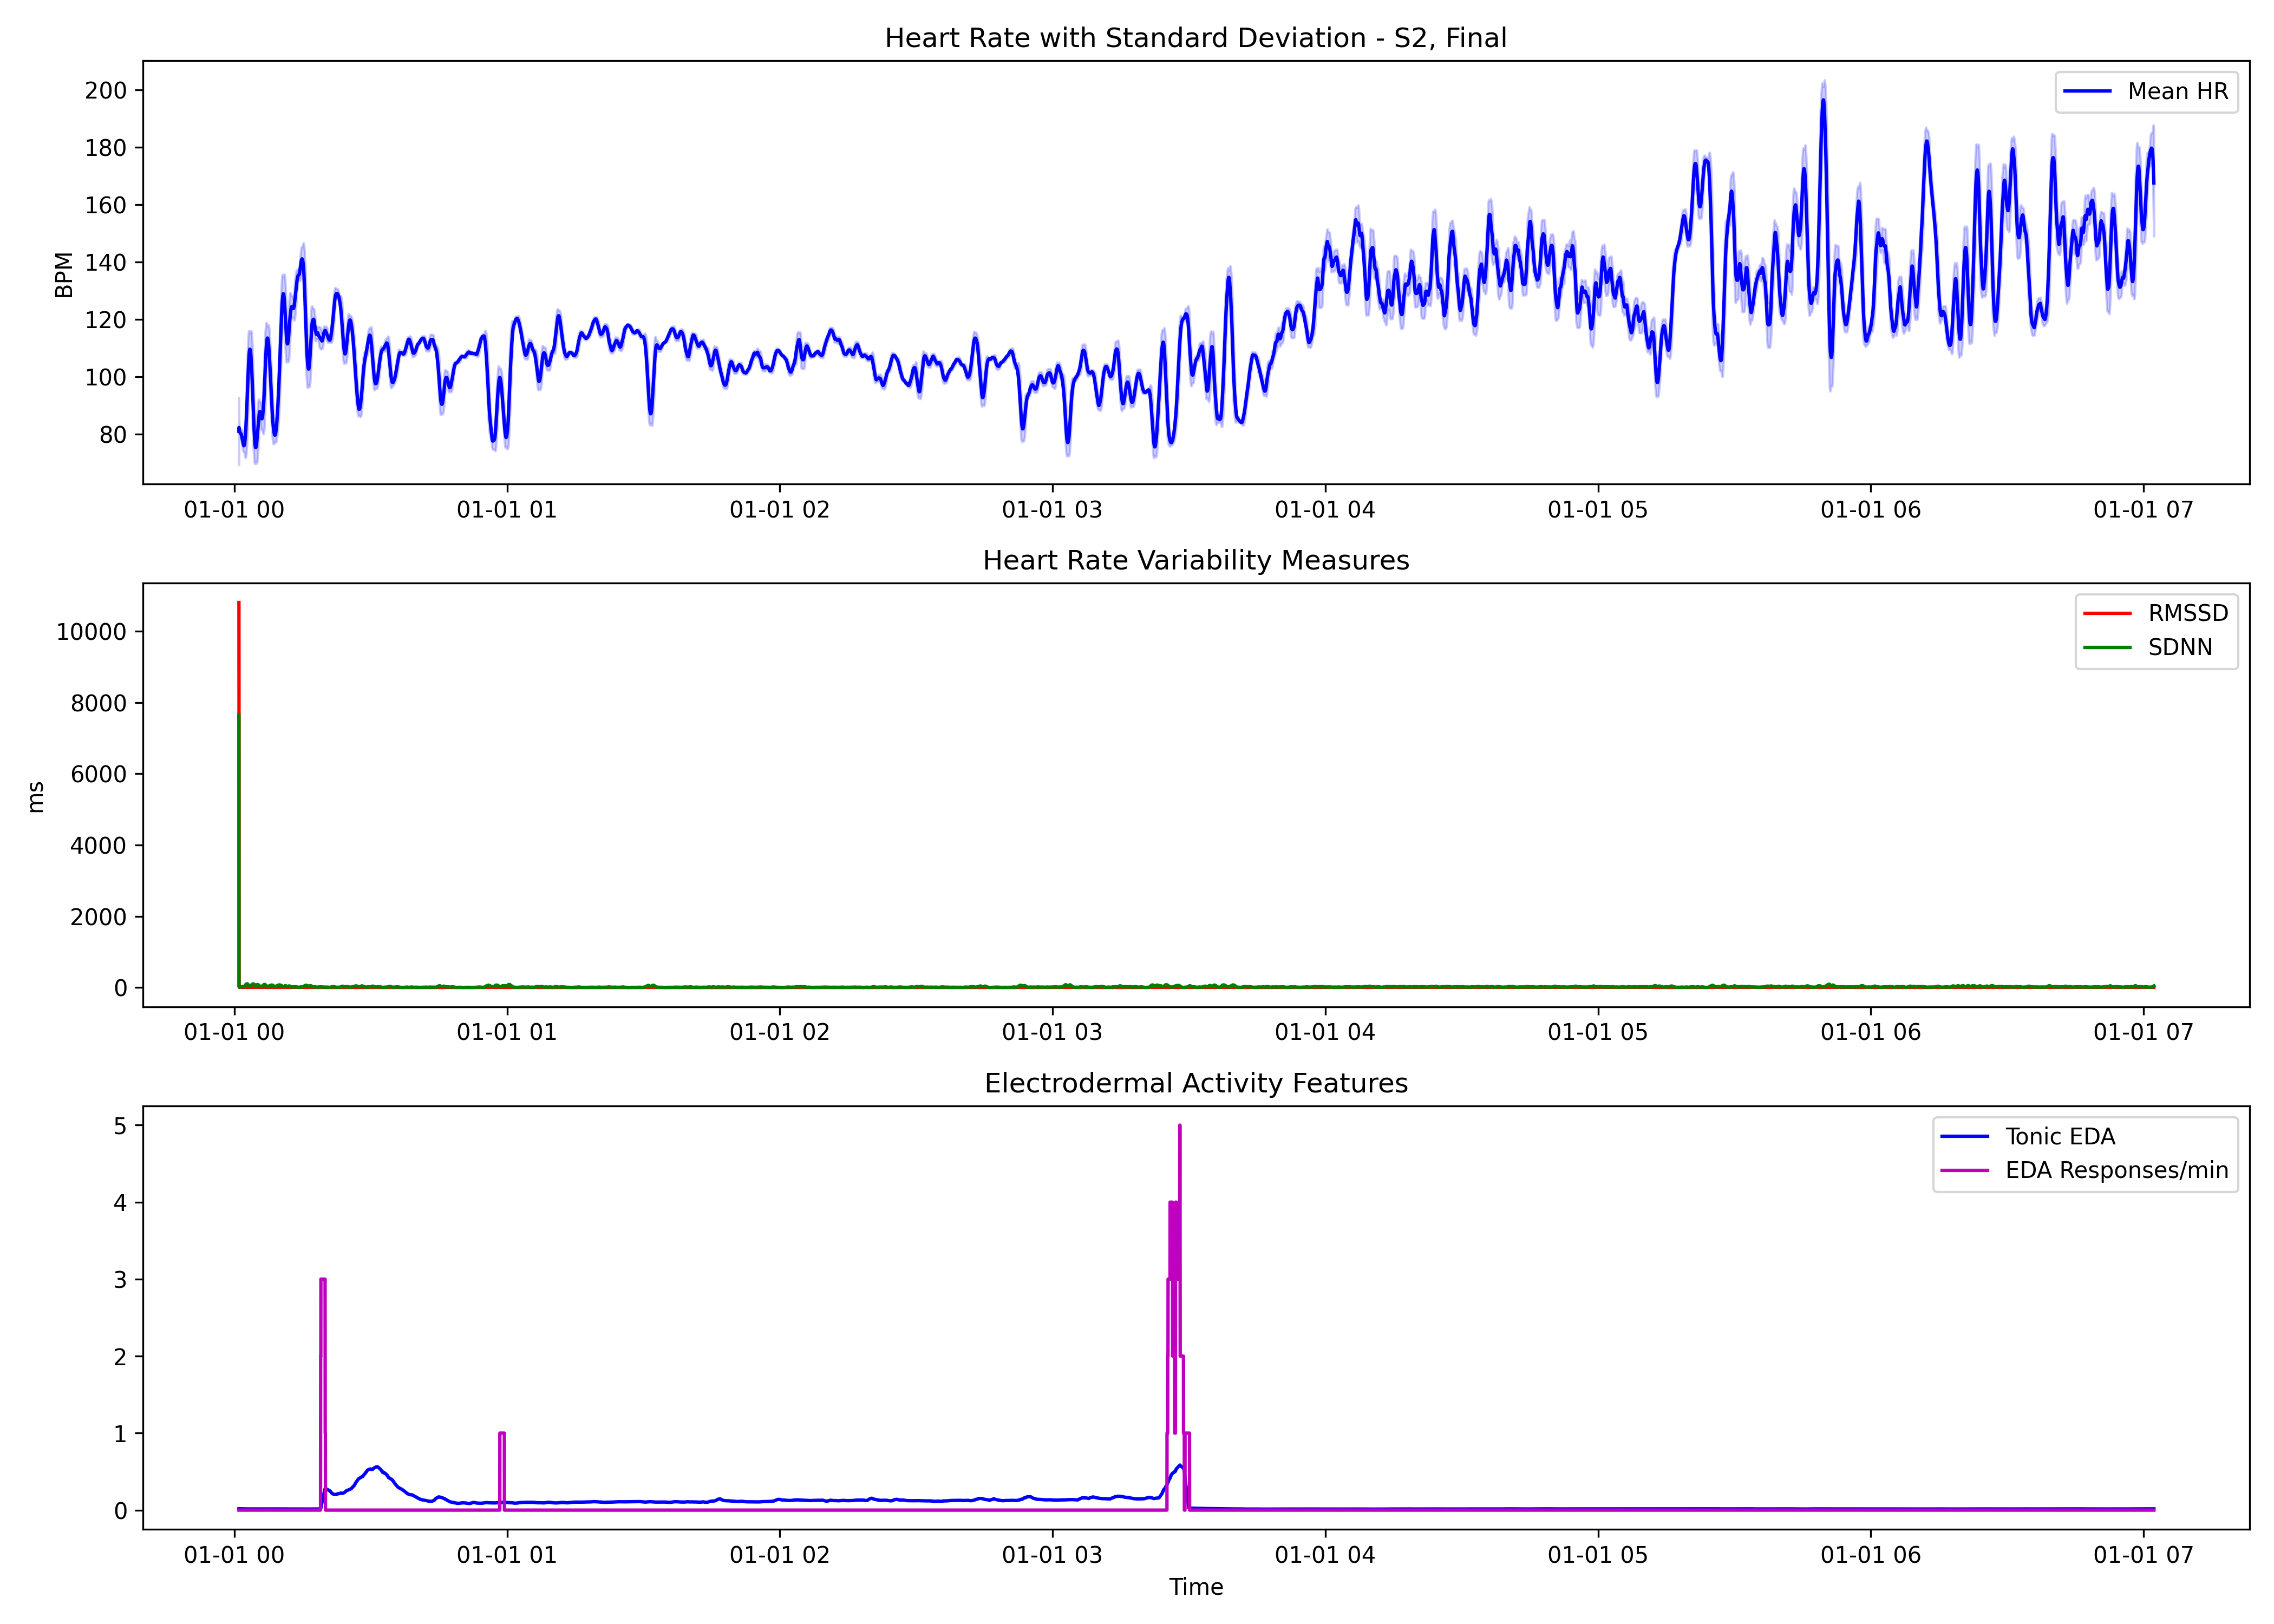 Heart Rate with Standard Deviation - S2, Final
200
180
160
140
120
100
80
BPM
Mean HR
01-01 00 01-01 01 01-01 02 01-01 03 01-01 04 01-01 05 01-01 06 01-01 07
Heart Rate Variability Measures
10000
8000
6000
4000
2000
0
ms
RMSSD
SDNN
01-01 00 01-01 01 01-01 02 01-01 03 01-01 04 01-01 05 01-01 06 01-01 07
Electrodermal Activity Features
5
4
3
2
1
0
Tonic EDA
EDA Responses/min
01-01 00 01-01 01 01-01 02 01-01 03 01-01 04 01-01 05 01-01 06 01-01 07
Time